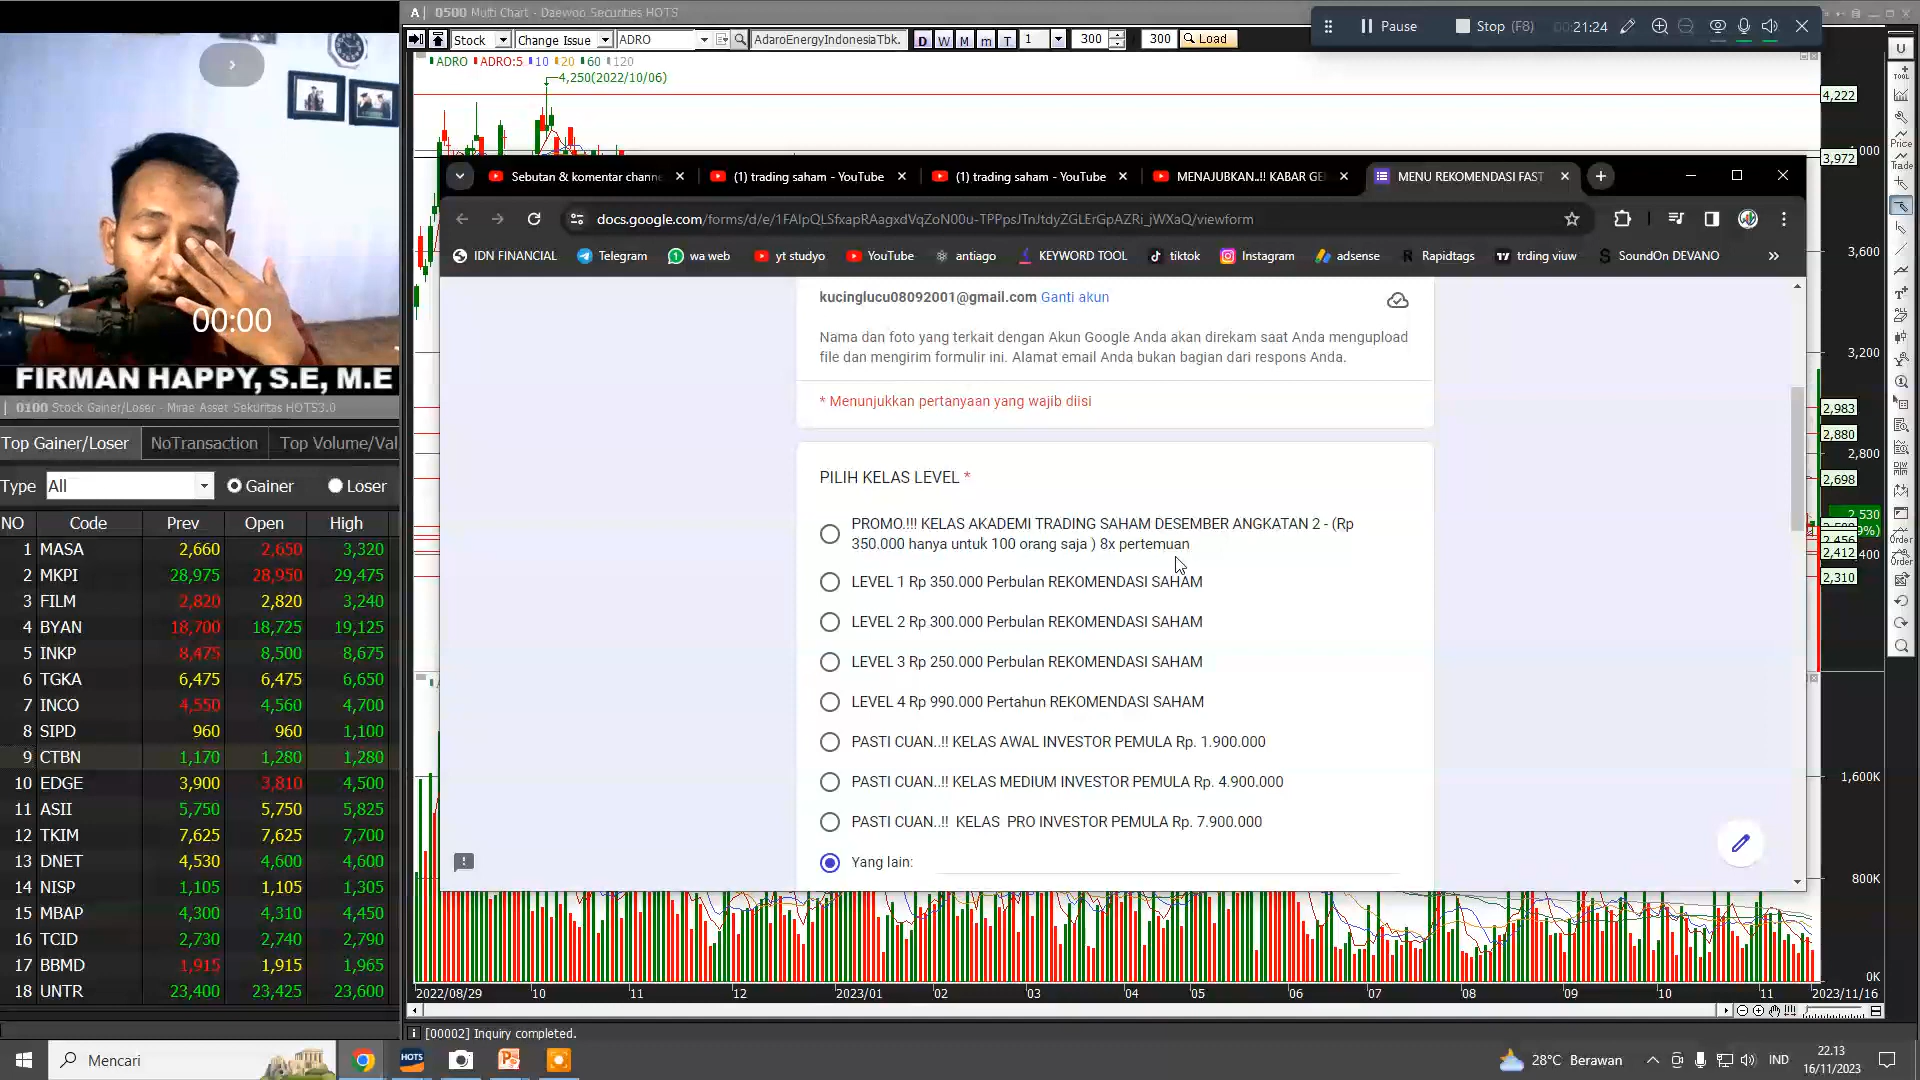 0500 Multi Chart - Daewoo Securities HOTS
Pause
Stop (F8)
00:21:24
Stock
Change Issue
ADRO
AdaroEnergyIndonesiaTbk.
D W M m T
1
300
300
Load
ADRO ADRO:5 10 20 60 120
4,250(2022/10/06)
00:00
FIRMAN HAPPY, S.E, M.E
0100 Stock Gainer/Loser - Mirae Asset Sekuritas HOTS3.0
Top Gainer/Loser
NoTransaction
Top Volume/Val
Type
All
Gainer
Loser
NO Code Prev Open High
1 MASA 2,660 2,650 3,320
2 MKPI 28,975 28,950 29,475
3 FILM 2,820 2,820 3,240
4 BYAN 18,700 18,725 19,125
5 INKP 8,475 8,500 8,675
6 TGKA 6,475 6,475 6,650
7 INCO 4,550 4,560 4,700
8 SIPD 960 960 1,100
9 CTBN 1,170 1,280 1,280
10 EDGE 3,900 3,810 4,500
11 ASII 5,750 5,750 5,825
12 TKIM 7,625 7,625 7,700
13 DNET 4,530 4,600 4,600
14 NISP 1,105 1,105 1,305
15 MBAP 4,300 4,310 4,450
16 TCID 2,730 2,740 2,790
17 BBMD 1,915 1,915 1,965
18 UNTR 23,400 23,425 23,600
Sebutan & komentar chann
(1) trading saham - YouTube
(1) trading saham - YouTube
MENAJUBKAN..!! KABAR GE
MENU REKOMENDASI FAST
docs.google.com/forms/d/e/1FAIpQLSfxapRAagxdVqZoN00u-TPPpsJTnJtdyZGLErGpAZRi_jWXaQ/viewform
IDN FINANCIAL
Telegram
wa web
yt studyo
YouTube
antiago
KEYWORD TOOL
tiktok
Instagram
adsense
Rapidtags
trding viuw
SoundOn DEVANO
kucinglucu08092001@gmail.com Ganti akun
Nama dan foto yang terkait dengan Akun Google Anda akan direkam saat Anda mengupload
file dan mengirim formulir ini. Alamat email Anda bukan bagian dari respons Anda.
* Menunjukkan pertanyaan yang wajib diisi
PILIH KELAS LEVEL *
PROMO.!!! KELAS AKADEMI TRADING SAHAM DESEMBER ANGKATAN 2 - (Rp
350.000 hanya untuk 100 orang saja ) 8x pertemuan
LEVEL 1 Rp 350.000 Perbulan REKOMENDASI SAHAM
LEVEL 2 Rp 300.000 Perbulan REKOMENDASI SAHAM
LEVEL 3 Rp 250.000 Perbulan REKOMENDASI SAHAM
LEVEL 4 Rp 990.000 Pertahun REKOMENDASI SAHAM
PASTI CUAN..!! KELAS AWAL INVESTOR PEMULA Rp. 1.900.000
PASTI CUAN..!! KELAS MEDIUM INVESTOR PEMULA Rp. 4.900.000
PASTI CUAN..!! KELAS PRO INVESTOR PEMULA Rp. 7.900.000
Yang lain:
4,222
3,972
3,600
3,200
2,983
2,880
2,800
2,698
2,530
2,456
2,412
2,310
1,600K
800K
0K
U
TOOL
Price
Trade
Order
Order
2022/08/29 10 11 12 2023/01 02 03 04 05 06 07 08 09 10 11 2023/11/16
[00002] Inquiry completed.
Mencari
HOTS
28°C Berawan
IND
22.13
16/11/2023